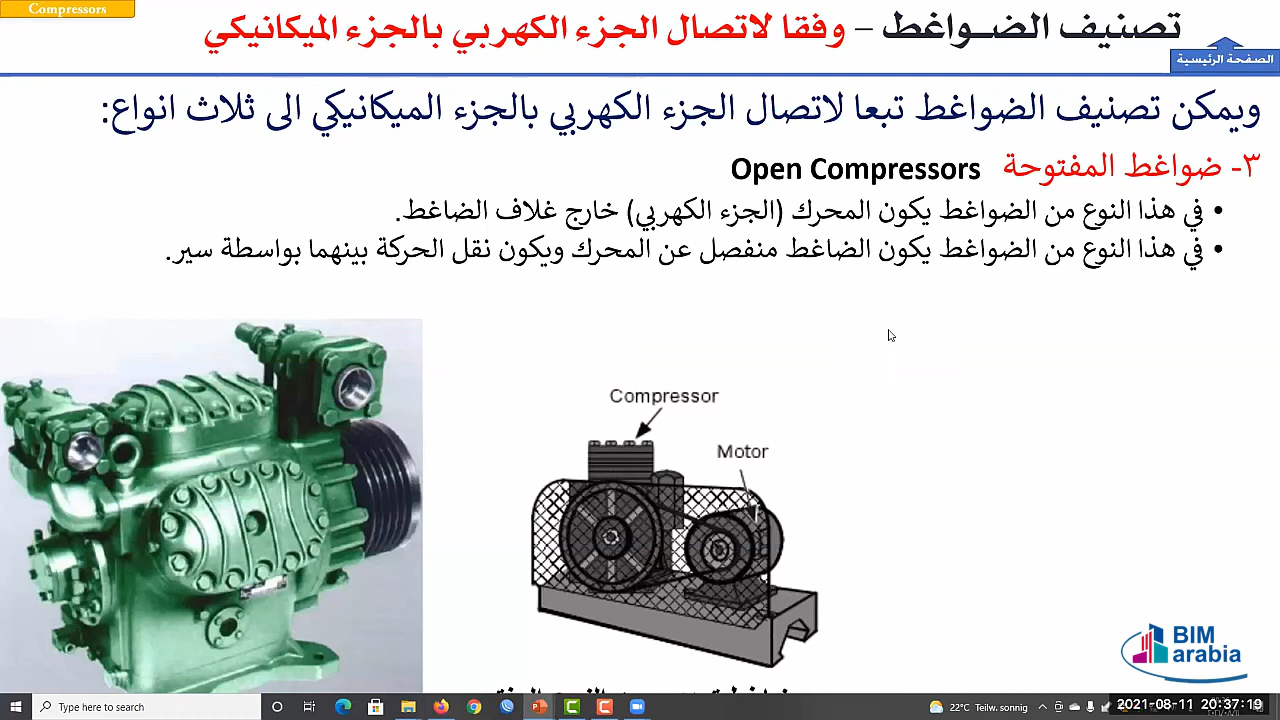 Compressors
تصنيف الضــواغط – وفقا لاتصال الجزء الكهربي بالجزء الميكانيكي
الصفحة الرئيسية
ويمكن تصنيف الضواغط تبعا لاتصال الجزء الكهربي بالجزء الميكانيكي الى ثلاث انواع:
٣- ضواغط المفتوحة Open Compressors
• في هذا النوع من الضواغط يكون المحرك (الجزء الكهربي) خارج غلاف الضاغط.
• في هذا النوع من الضواغط يكون الضاغط منفصل عن المحرك ويكون نقل الحركة بينهما بواسطة سير.
Compressor
Motor
BIM
arabia
Type here to search
22°C Teilw. sonnig
2021-08-11 20:37:19